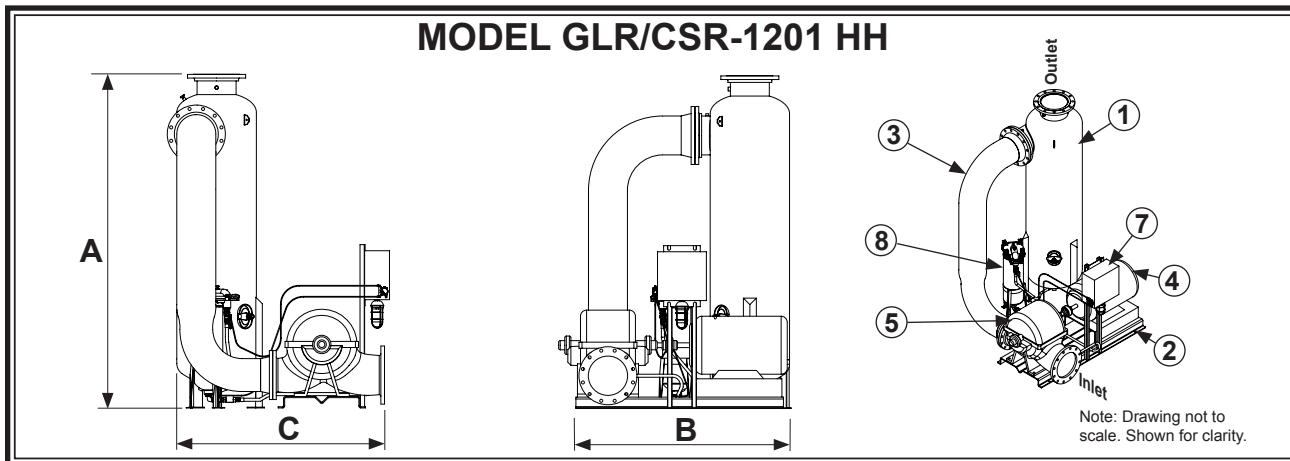 MODEL GLR/CSR-1201 HH
A
C
B
Outlet
1
3
7
8
4
5
2
Inlet
Note: Drawing not to
scale. Shown for clarity.